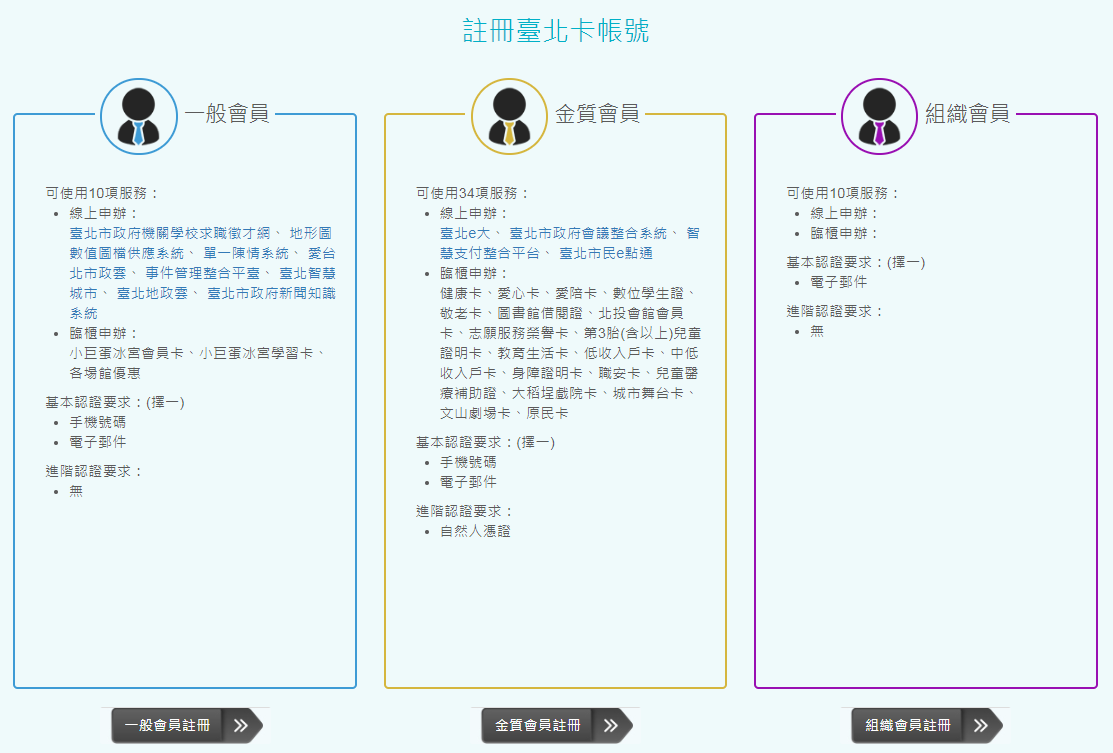 註冊臺北卡帳號
一般會員
可使用10項服務：
線上申辦：
臺北市政府機關學校求職徵才網、 地形圖
數值圖檔供應系統、 單一陳情系統、 愛台
北市政雲、 事件管理整合平臺、 臺北智慧
城市、 臺北地政雲、 臺北市政府新聞知識
系統
臨櫃申辦：
小巨蛋冰宮會員卡、小巨蛋冰宮學習卡、
各場館優惠
基本認證要求：(擇一)
手機號碼
電子郵件
進階認證要求：
無
一般會員註冊
金質會員
可使用34項服務：
線上申辦：
臺北e大、 臺北市政府會議整合系統、 智
慧支付整合平台、 臺北市民e點通
臨櫃申辦：
健康卡、愛心卡、愛陪卡、數位學生證、
敬老卡、圖書館借閱證、北投會館會員
卡、志願服務榮譽卡、第3胎(含以上)兒童
證明卡、教育生活卡、低收入戶卡、中低
收入戶卡、身障證明卡、職安卡、兒童醫
療補助證、大稻埕戲院卡、城市舞台卡、
文山劇場卡、原民卡
基本認證要求：(擇一)
手機號碼
電子郵件
進階認證要求：
自然人憑證
金質會員註冊
組織會員
可使用10項服務：
線上申辦：
臨櫃申辦：
基本認證要求：(擇一)
電子郵件
進階認證要求：
無
組織會員註冊